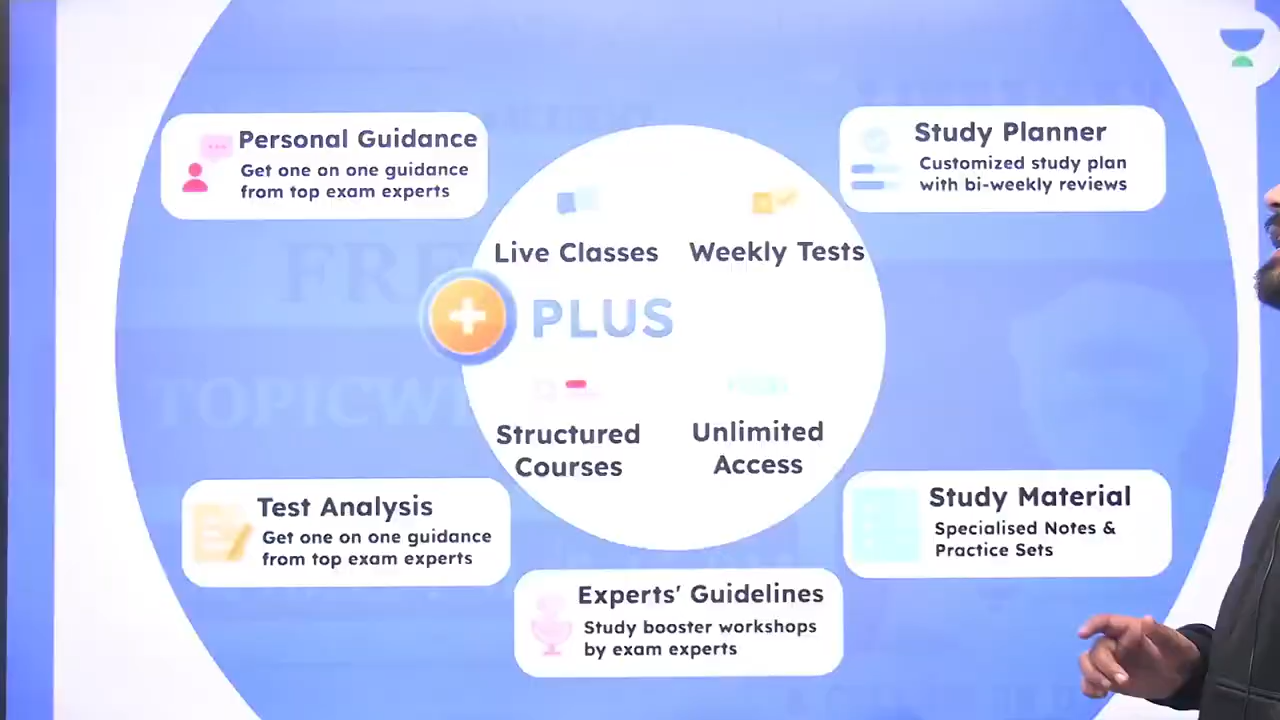 Personal Guidance
Get one on one guidance
from top exam experts
Study Planner
Customized study plan
with bi-weekly reviews
Live Classes
Weekly Tests
PLUS
Structured
Courses
Unlimited
Access
Test Analysis
Get one on one guidance
from top exam experts
Study Material
Specialised Notes &
Practice Sets
Experts' Guidelines
Study booster workshops
by exam experts